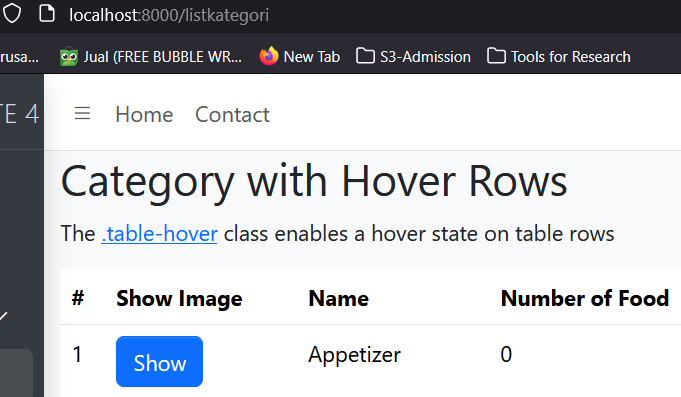 localhost:8000/listkategori
rusa... Jual (FREE BUBBLE WR... New Tab S3-Admission Tools for Research
TE 4 Home Contact
Category with Hover Rows
The .table-hover class enables a hover state on table rows
# Show Image Name Number of Food
1 Show Appetizer 0